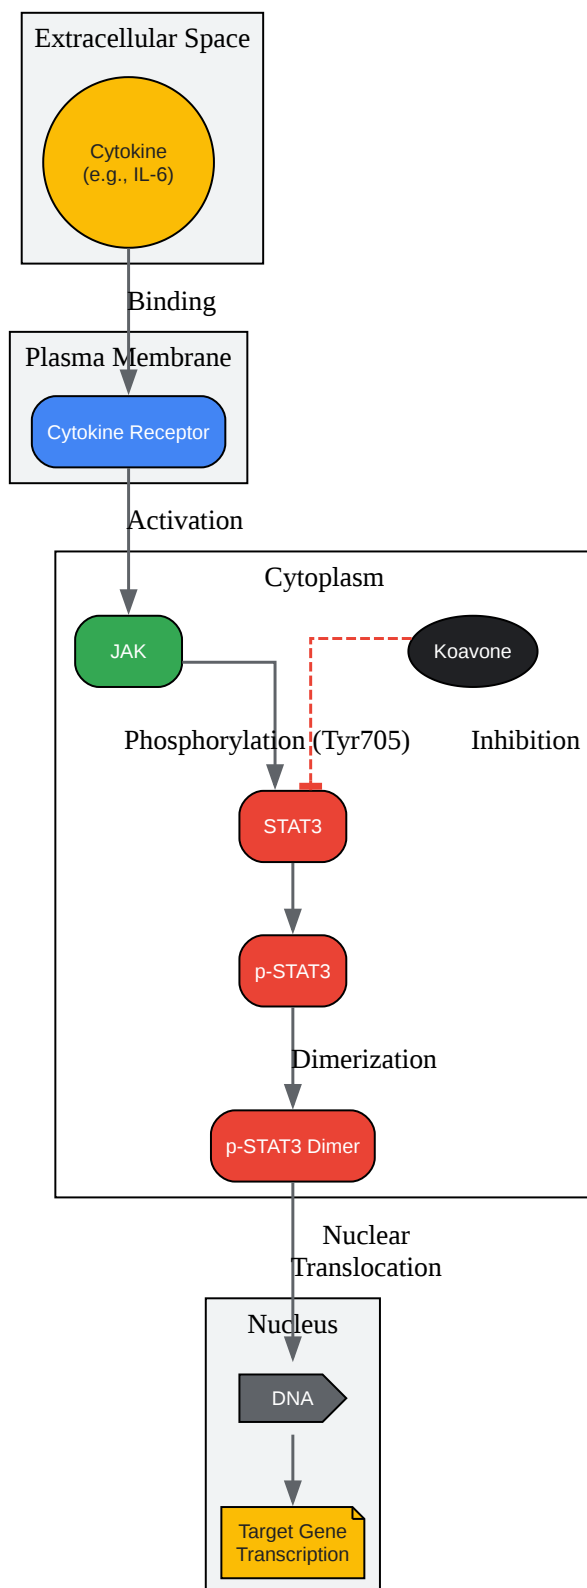 Extracellular Space
Cytokine
(e.g., IL-6)
Binding
Plasma Membrane
Cytokine Receptor
Activation
Cytoplasm
JAK
Koavone
Phosphorylation (Tyr705)
Inhibition
STAT3
p-STAT3
Dimerization
p-STAT3 Dimer
Nuclear
Translocation
Nucleus
DNA
Target Gene
Transcription